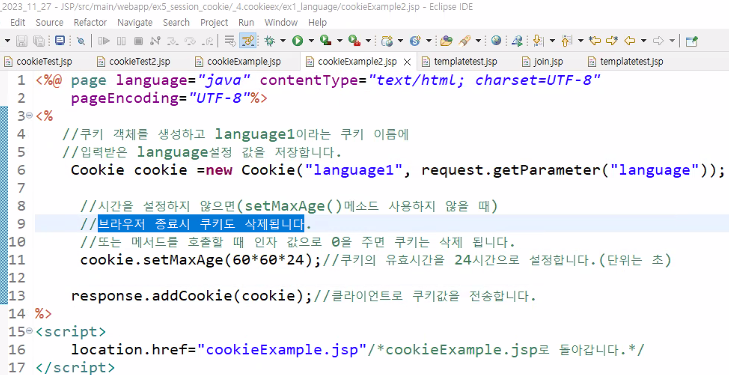 _2023_11_27 - JSP/src/main/webapp/ex5_session_cookie/_4.cookieex/ex1_language/cookieExample2.jsp - Eclipse IDE
Edit Source Refactor Navigate Search Project Run Window Help
cookieTest.jsp cookieTest2.jsp cookieExample.jsp cookieExample2.jsp templatetest.jsp join.jsp templatetest.jsp
1 <%@ page language="java" contentType="text/html; charset=UTF-8"
2 pageEncoding="UTF-8"%>
3 <%
4 //쿠키 객체를 생성하고 language1이라는 쿠키 이름에
5 //입력받은 language설정 값을 저장합니다.
6 Cookie cookie =new Cookie("language1", request.getParameter("language"));
7
8 //시간을 설정하지 않으면(setMaxAge()메소드 사용하지 않을 때)
9 //브라우저 종료시 쿠키도 삭제됩니다.
10 //또는 메서드를 호출할 때 인자 값으로 0을 주면 쿠키는 삭제 됩니다.
11 cookie.setMaxAge(60*60*24);//쿠키의 유효시간을 24시간으로 설정합니다.(단위는 초)
12
13 response.addCookie(cookie);//클라이언트로 쿠키값을 전송합니다.
14 %>
15 <script>
16 location.href="cookieExample.jsp"/*cookieExample.jsp로 돌아갑니다.*/
17 </script>